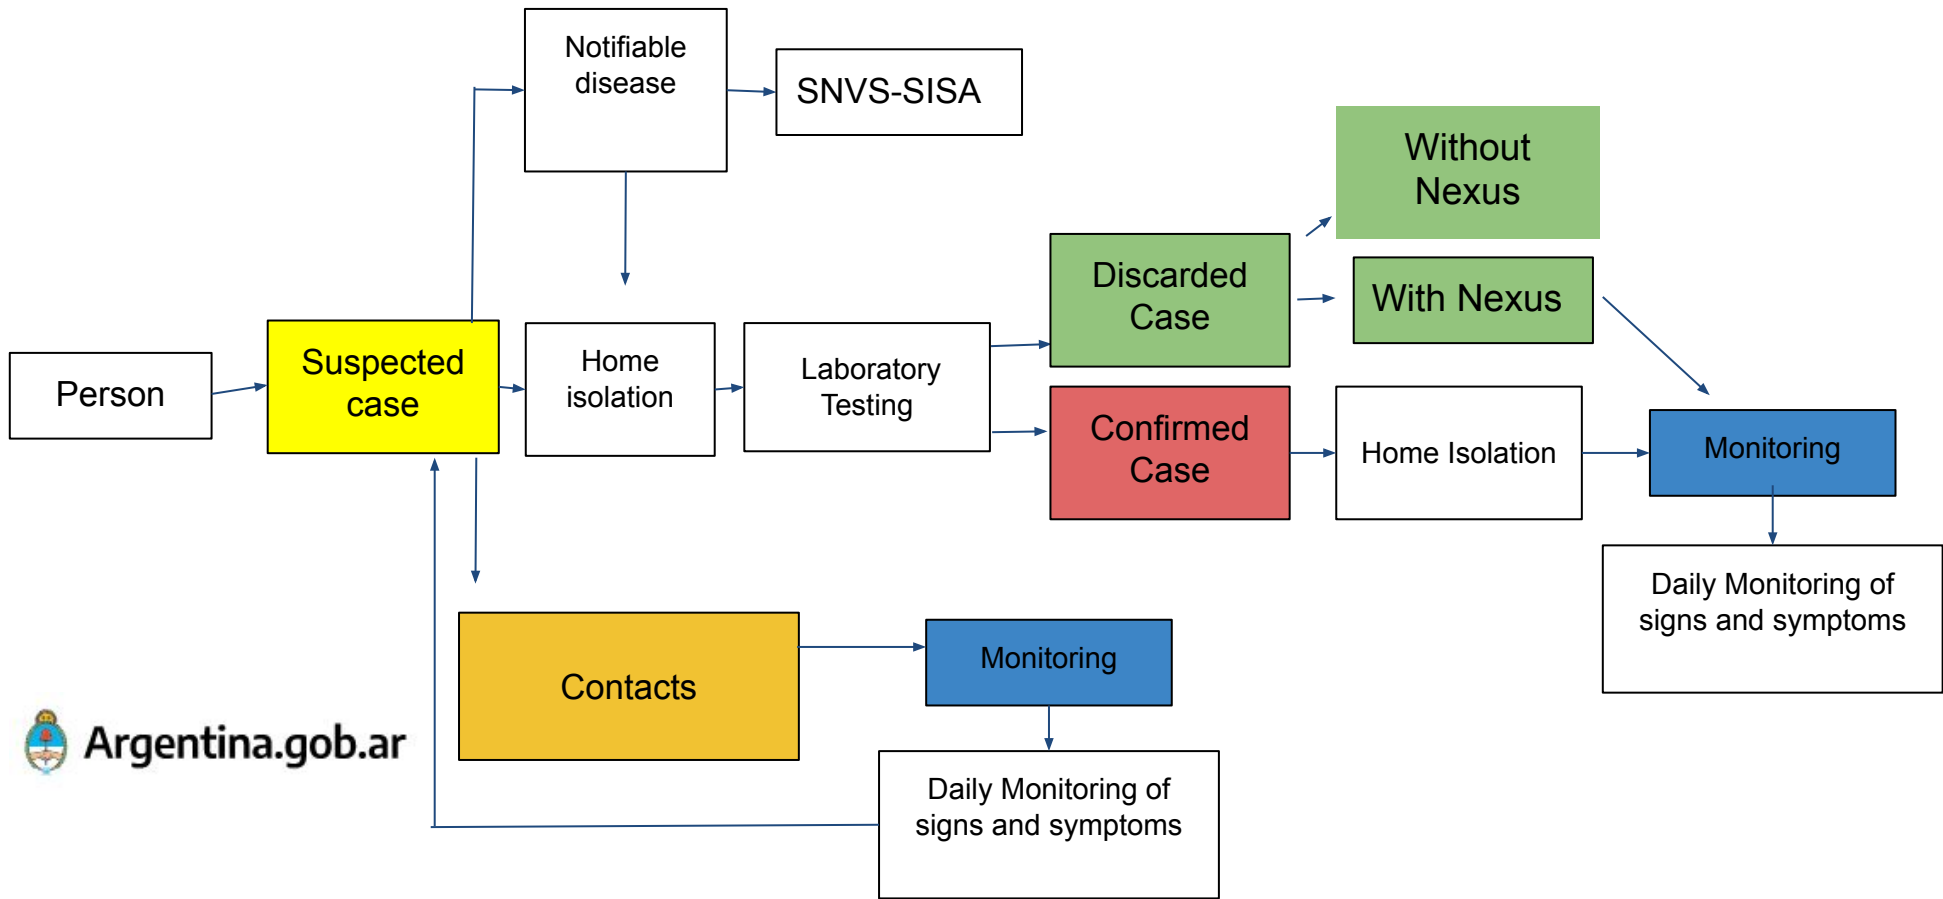 Notifiable
disease
SNVS-SISA
Without
Nexus
Discarded
Case
With Nexus
Person
Suspected
case
Home
isolation
Laboratory
Testing
Confirmed
Case
Home Isolation
Monitoring
Daily Monitoring of
signs and symptoms
Contacts
Monitoring
Daily Monitoring of
signs and symptoms
Argentina.gob.ar